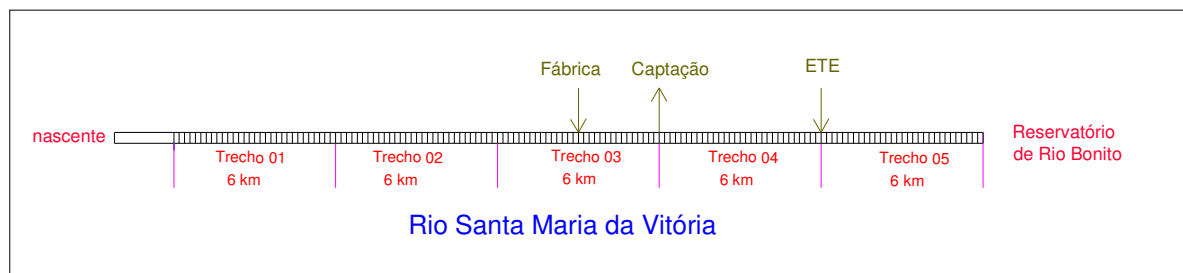 Fábrica
Captação
ETE
nascente
Reservatório
de Rio Bonito
Trecho 01
6 km
Trecho 02
6 km
Trecho 03
6 km
Trecho 04
6 km
Trecho 05
6 km
Rio Santa Maria da Vitória